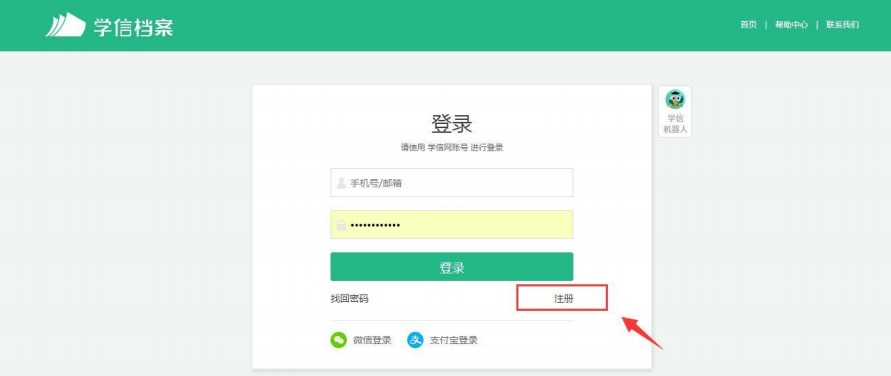 学信档案
首页 | 帮助中心 | 联系我们
登录
请使用 学信网账号 进行登录
学信
机器人
手机号/邮箱
••••••••••••
登录
找回密码 注册
微信登录 支付宝登录